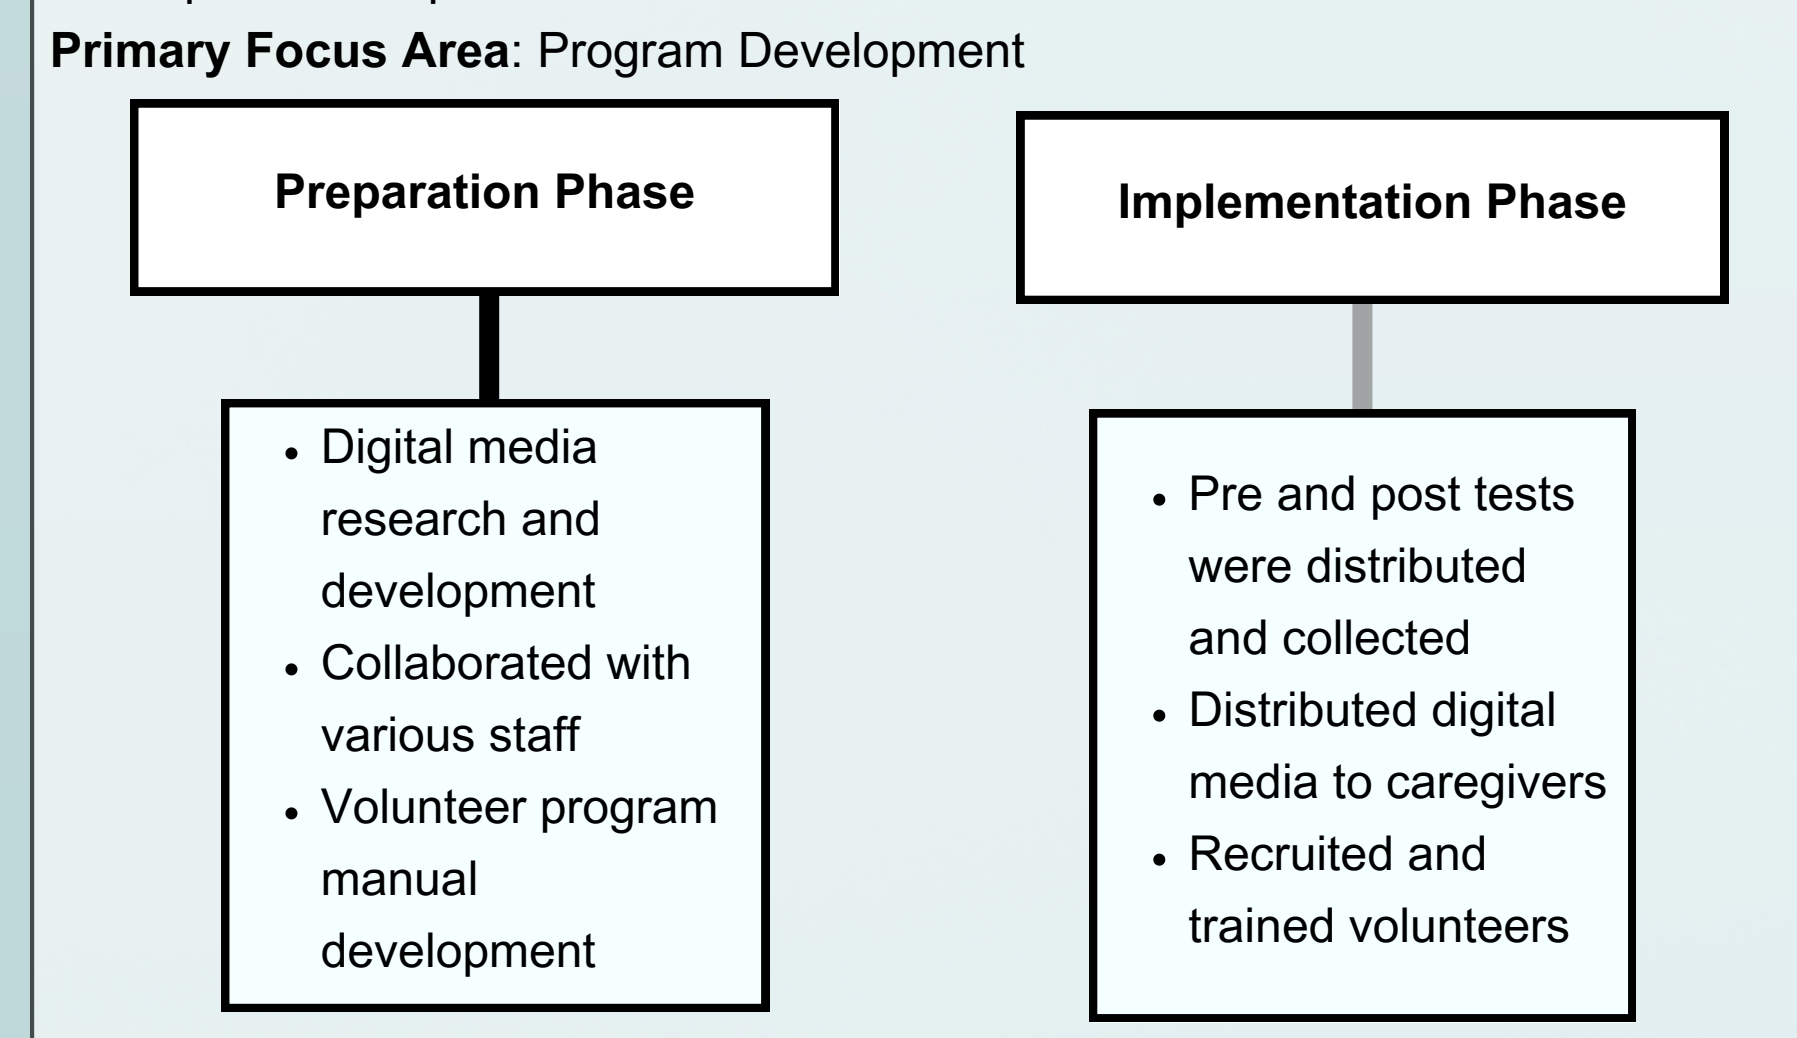 Primary Focus Area: Program Development
Preparation Phase
• Digital media
research and
development
• Collaborated with
various staff
• Volunteer program
manual
development
Implementation Phase
• Pre and post tests
were distributed
and collected
• Distributed digital
media to caregivers
• Recruited and
trained volunteers